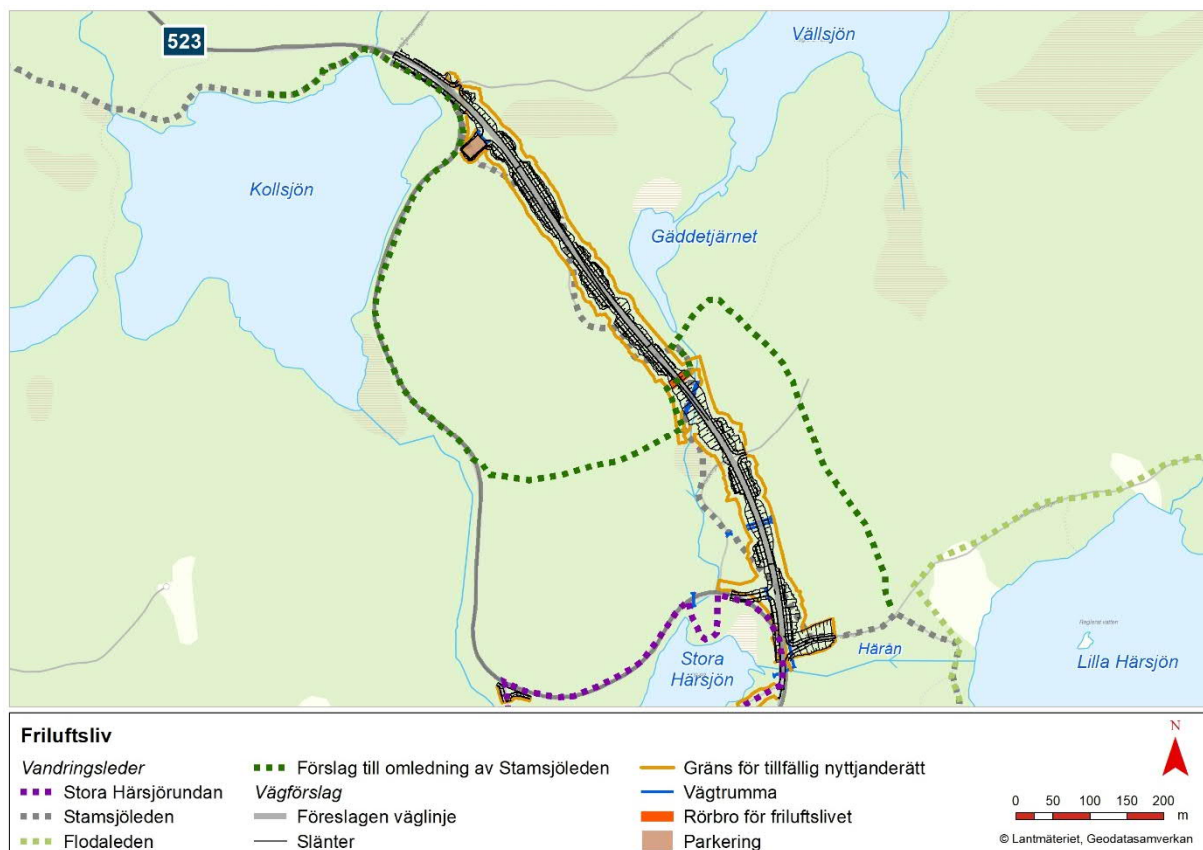 523
Vällsjön
Kollsjön
Gäddetjärnet
Stora
Härsjön
Härån
Lilla Härsjön
Friluftsliv
Vandringsleder
Stora Härsjörundan
Stamsjöleden
Flodaleden
Förslag till omledning av Stamsjöleden
Vägförslag
Föreslagen väglinje
Slänter
Gräns för tillfällig nyttjanderätt
Vägtrumma
Rörbro för friluftslivet
Parkering
N
0 50 100 150 200
m
© Lantmäteriet, Geodatasamverkan